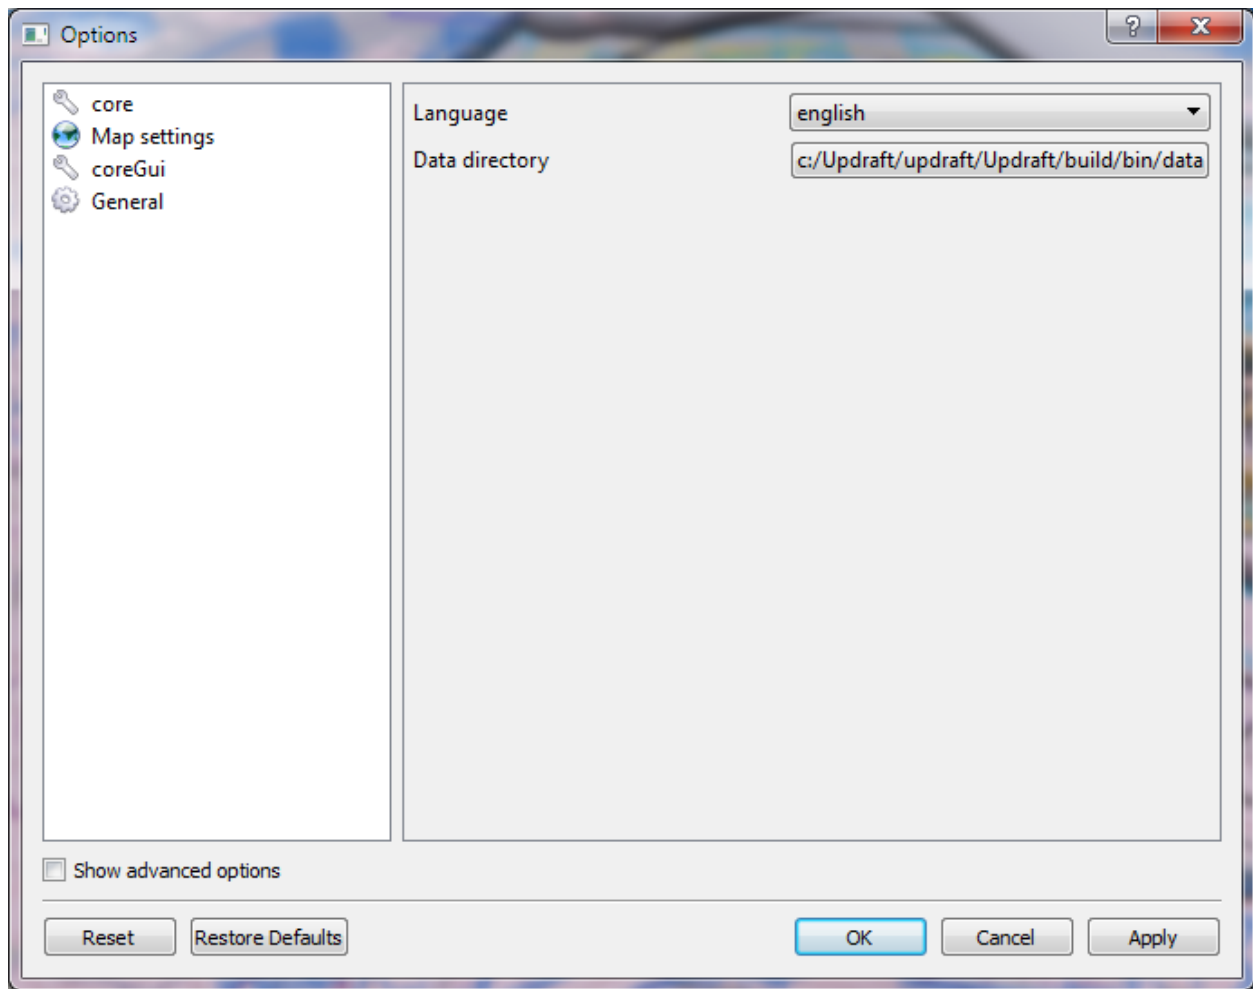 Options
?
core
Map settings
coreGui
General
Language english
Data directory c:/Updraft/updraft/Updraft/build/bin/data
Show advanced options
Reset Restore Defaults OK Cancel Apply